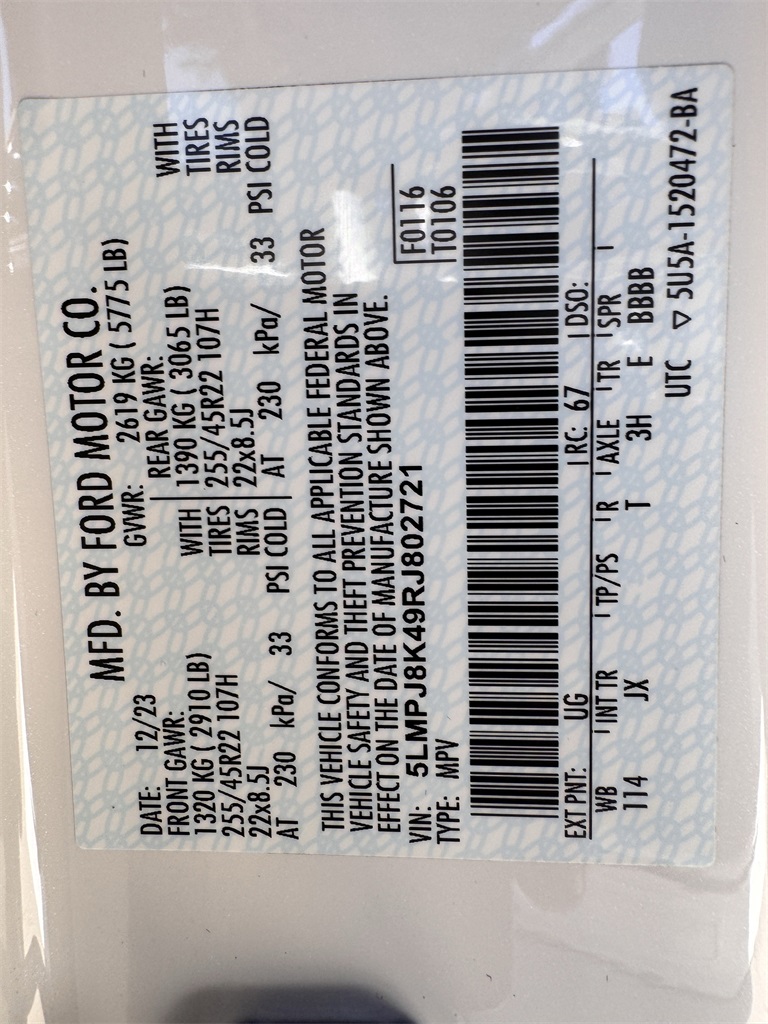 MFD. BY FORD MOTOR CO.
DATE: 12/23 GVWR: 2619 KG ( 5775 LB)
FRONT GAWR: REAR GAWR:
1320 KG ( 2910 LB) WITH 1390 KG ( 3065 LB) WITH
255/45R22 107H TIRES 255/45R22 107H TIRES
22x8.5J RIMS 22x8.5J RIMS
AT 230 kPa/ 33 PSI COLD AT 230 kPa/ 33 PSI COLD
THIS VEHICLE CONFORMS TO ALL APPLICABLE FEDERAL MOTOR
VEHICLE SAFETY AND THEFT PREVENTION STANDARDS IN
EFFECT ON THE DATE OF MANUFACTURE SHOWN ABOVE.
VIN: 5LMPJ8K49RJ802721 F0116
TYPE: MPV T0106
EXT PNT: UG RC: 67 DSO:
WB INT TR TP/PS R AXLE TR SPR
114 JX T 3H E BBBB
UTC ▽ 5U5A-1520472-BA